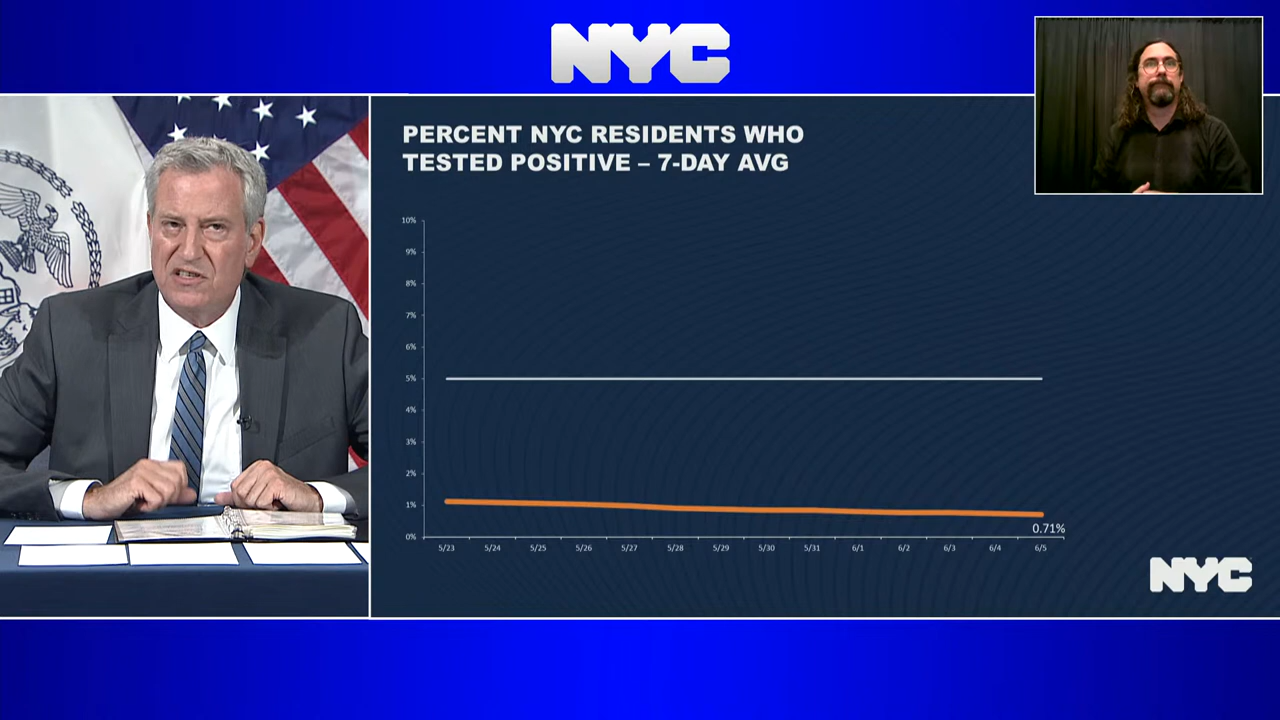 NYC
PERCENT NYC RESIDENTS WHO
TESTED POSITIVE – 7-DAY AVG
10%
9%
8%
7%
6%
5%
4%
3%
2%
1%
0%
0.71%
5/23 5/24 5/25 5/26 5/27 5/28 5/29 5/30 5/31 6/1 6/2 6/3 6/4 6/5
NYC